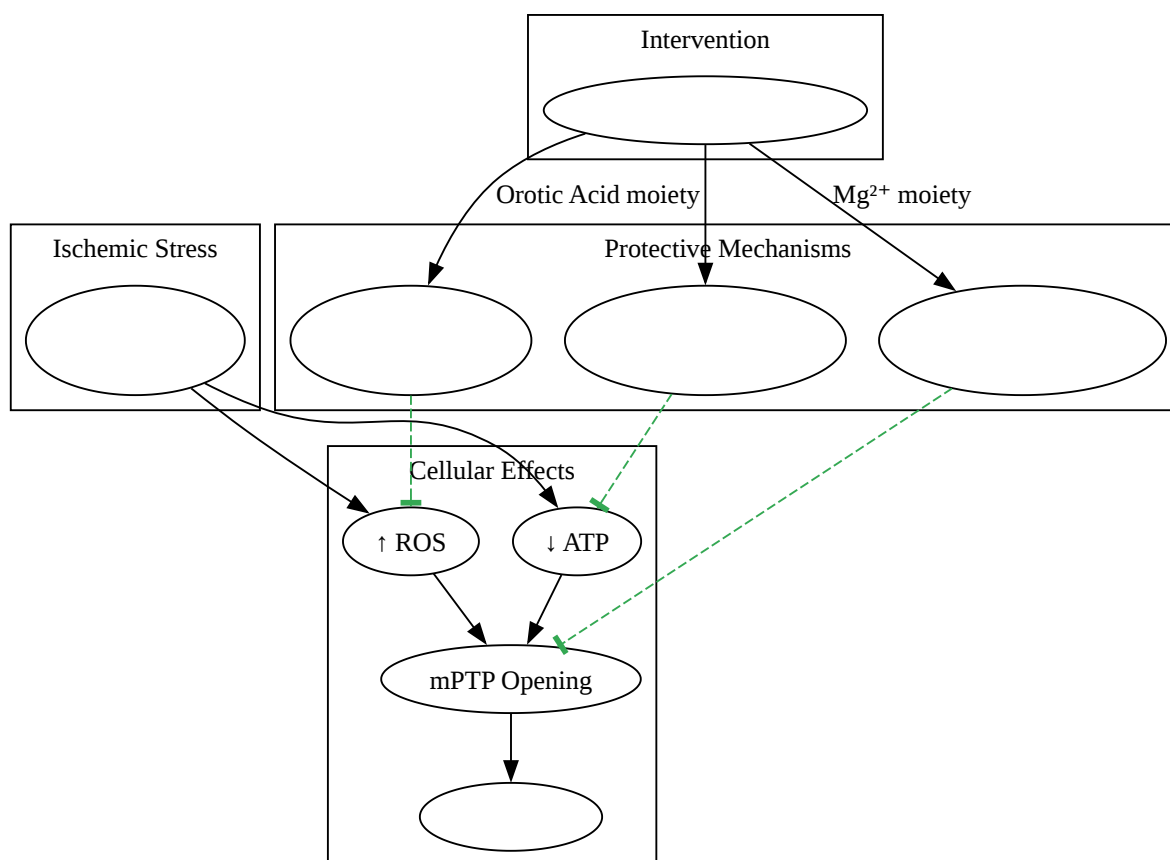 Intervention
Orotic Acid moiety
Mg²⁺ moiety
Ischemic Stress
Protective Mechanisms
Cellular Effects
↑ ROS
↓ ATP
mPTP Opening